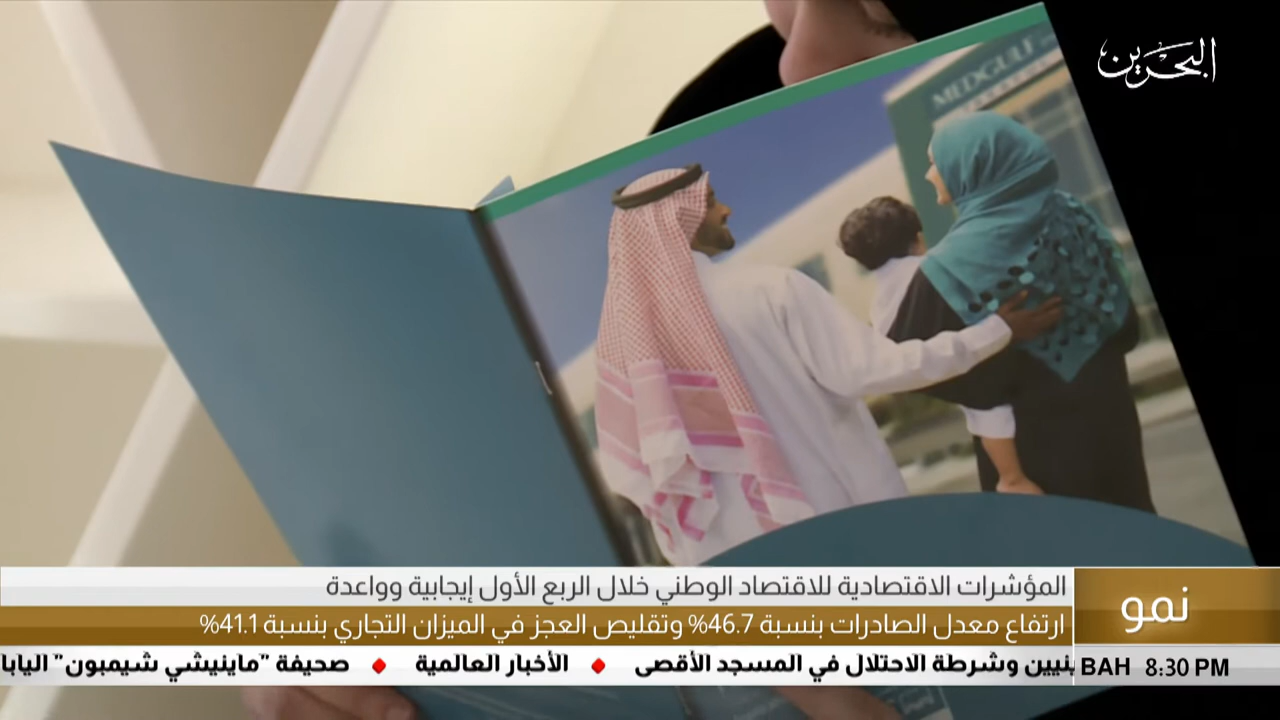 البحرين
MEDGULF
المؤشرات الاقتصادية للاقتصاد الوطني خلال الربع الأول إيجابية وواعدة
نمو
ارتفاع معدل الصادرات بنسبة 46.7% وتقليص العجز في الميزان التجاري بنسبة 41.1%
وشرطة الاحتلال في المسجد الأقصى ♦ الأخبار العالمية ♦ صحيفة "ماينيشي شيمبون"
BAH 8:30 PM